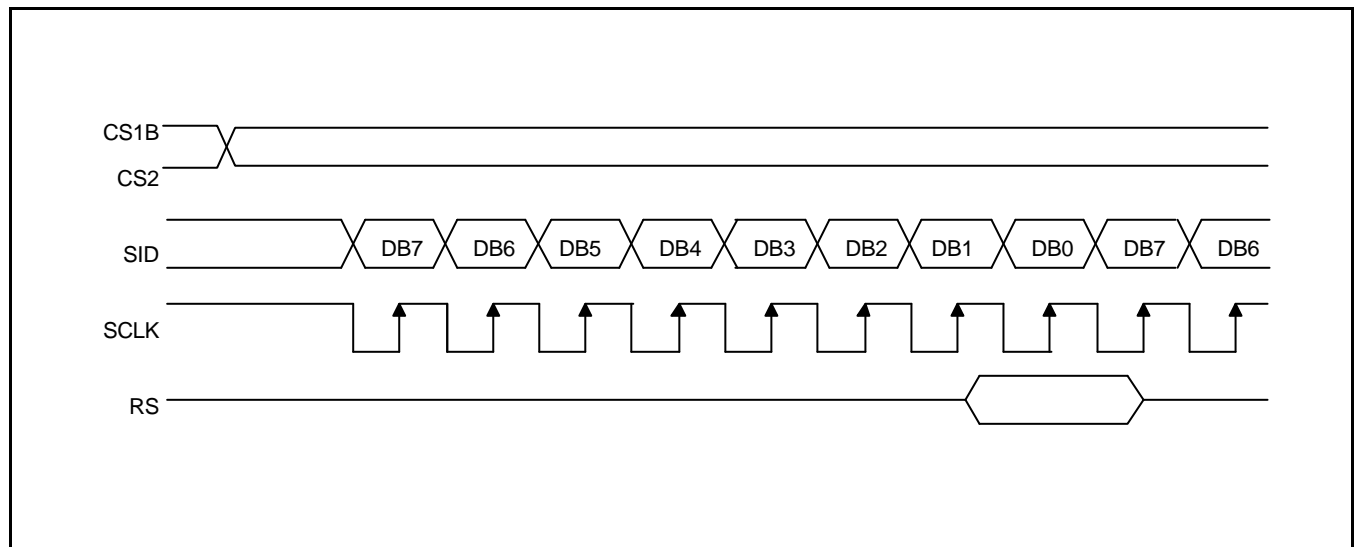 CS1B
CS2
SID DB7 DB6 DB5 DB4 DB3 DB2 DB1 DB0 DB7 DB6
SCLK
RS